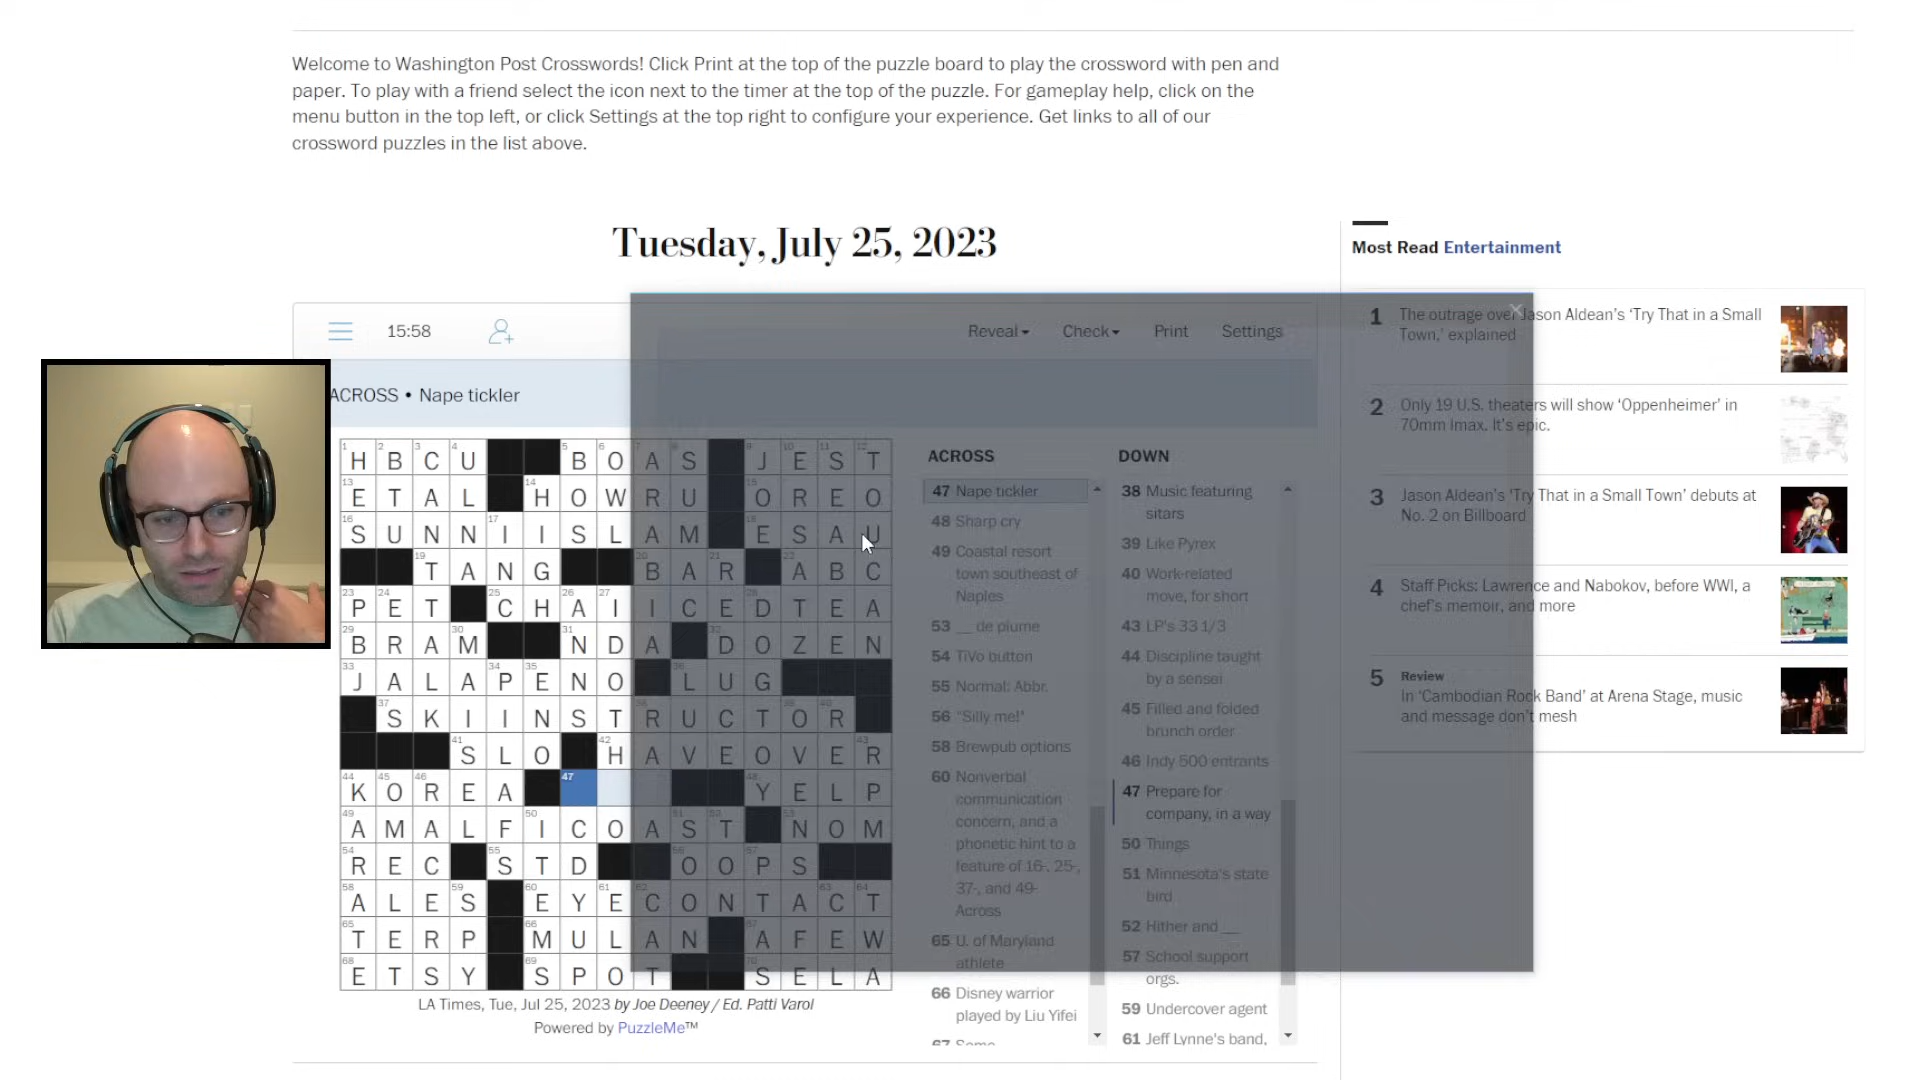 Welcome to Washington Post Crosswords! Click Print at the top of the puzzle board to play the crossword with pen and
paper. To play with a friend select the icon next to the timer at the top of the puzzle. For gameplay help, click on the
menu button in the top left, or click Settings at the top right to configure your experience. Get links to all of our
crossword puzzles in the list above.
Tuesday, July 25, 2023
15:58
Reveal
Check
Print
Settings
ACROSS • Nape tickler
H B C U B O A S J E S T
E T A L H O W R U O R E O
S U N N I I S L A M E S A U
T A N G B A R A B C
P E T C H A I I C E D T E A
B R A M N D A D O Z E N
J A L A P E N O L U G
S K I I N S T R U C T O R
S L O H A V E O V E R
K O R E A 47 Y E L P
A M A L F I C O A S T N O M
R E C S T D O O P S
A L E S E Y E C O N T A C T
T E R P M U L A N A F E W
E T S Y S P O T S E L A
LA Times, Tue, Jul 25, 2023 by Joe Deeney / Ed. Patti Varol
Powered by PuzzleMe™
ACROSS
47 Nape tickler
48 Sharp cry
49 Coastal resort
town southeast of
Naples
53 __ de plume
54 TiVo button
55 Normal: Abbr.
56 "Silly me!"
58 Brewpub options
60 Nonverbal
communication
concern, and a
phonetic hint to a
feature of 16-, 25-,
37-, and 49-
Across
65 U. of Maryland
athlete
66 Disney warrior
played by Liu Yifei
67 Some
DOWN
38 Music featuring
sitars
39 Like Pyrex
40 Work-related
move, for short
43 LP's 33 1/3
44 Discipline taught
by a sensei
45 Filled and folded
brunch order
46 Indy 500 entrants
47 Prepare for
company, in a way
50 Things
51 Minnesota's state
bird
52 Hither and __
57 School support
orgs.
59 Undercover agent
61 Jeff Lynne's band,
Most Read Entertainment
1 The outrage over Jason Aldean's 'Try That in a Small
Town,' explained
2 Only 19 U.S. theaters will show 'Oppenheimer' in
70mm Imax. It's epic.
3 Jason Aldean's 'Try That in a Small Town' debuts at
No. 2 on Billboard
4 Staff Picks: Lawrence and Nabokov, before WWI, a
chef's memoir, and more
5 Review
In 'Cambodian Rock Band' at Arena Stage, music
and message don't mesh